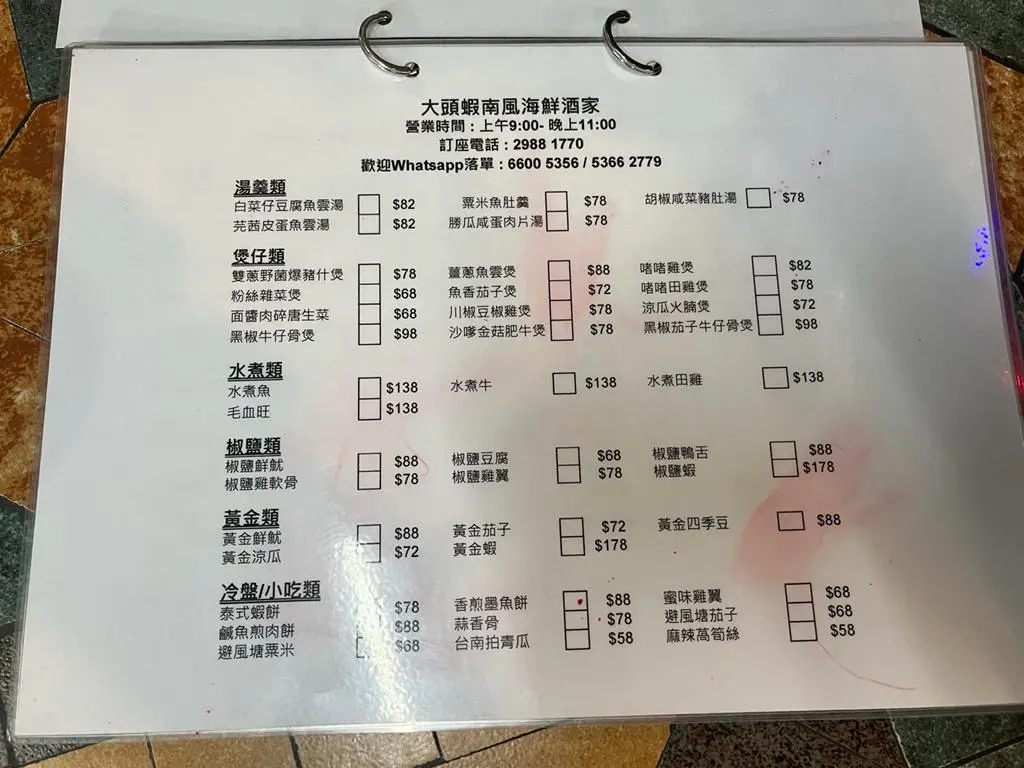 大頭蝦南風海鮮酒家
營業時間：上午9:00- 晚上11:00
訂座電話：2988 1770
歡迎Whatsapp落單：6600 5356 / 5366 2779
湯羹類
白菜仔豆腐魚雲湯 $82 粟米魚肚羹 $78 胡椒咸菜豬肚湯 $78
芫茜皮蛋魚雲湯 $82 勝瓜咸蛋肉片湯 $78
煲仔類
雙蔥野菌爆豬什煲 $78 薑蔥魚雲煲 $88 啫啫雞煲 $82
粉絲雜菜煲 $68 魚香茄子煲 $72 啫啫田雞煲 $78
面醬肉碎唐生菜 $68 川椒豆椒雞煲 $78 涼瓜火腩煲 $72
黑椒牛仔骨煲 $98 沙嗲金菇肥牛煲 $78 黑椒茄子牛仔骨煲 $98
水煮類
水煮魚 $138 水煮牛 $138 水煮田雞 $138
毛血旺 $138
椒鹽類
椒鹽鮮魷 $88 椒鹽豆腐 $68 椒鹽鴨舌 $88
椒鹽雞軟骨 $78 椒鹽雞翼 $78 椒鹽蝦 $178
黃金類
黃金鮮魷 $88 黃金茄子 $72 黃金四季豆 $88
黃金涼瓜 $72 黃金蝦 $178
冷盤/小吃類
泰式蝦餅 $78 香煎墨魚餅 $88 蜜味雞翼 $68
鹹魚煎肉餅 $88 蒜香骨 $78 避風塘茄子 $68
避風塘粟米 $68 台南拍青瓜 $58 麻辣萵筍絲 $58